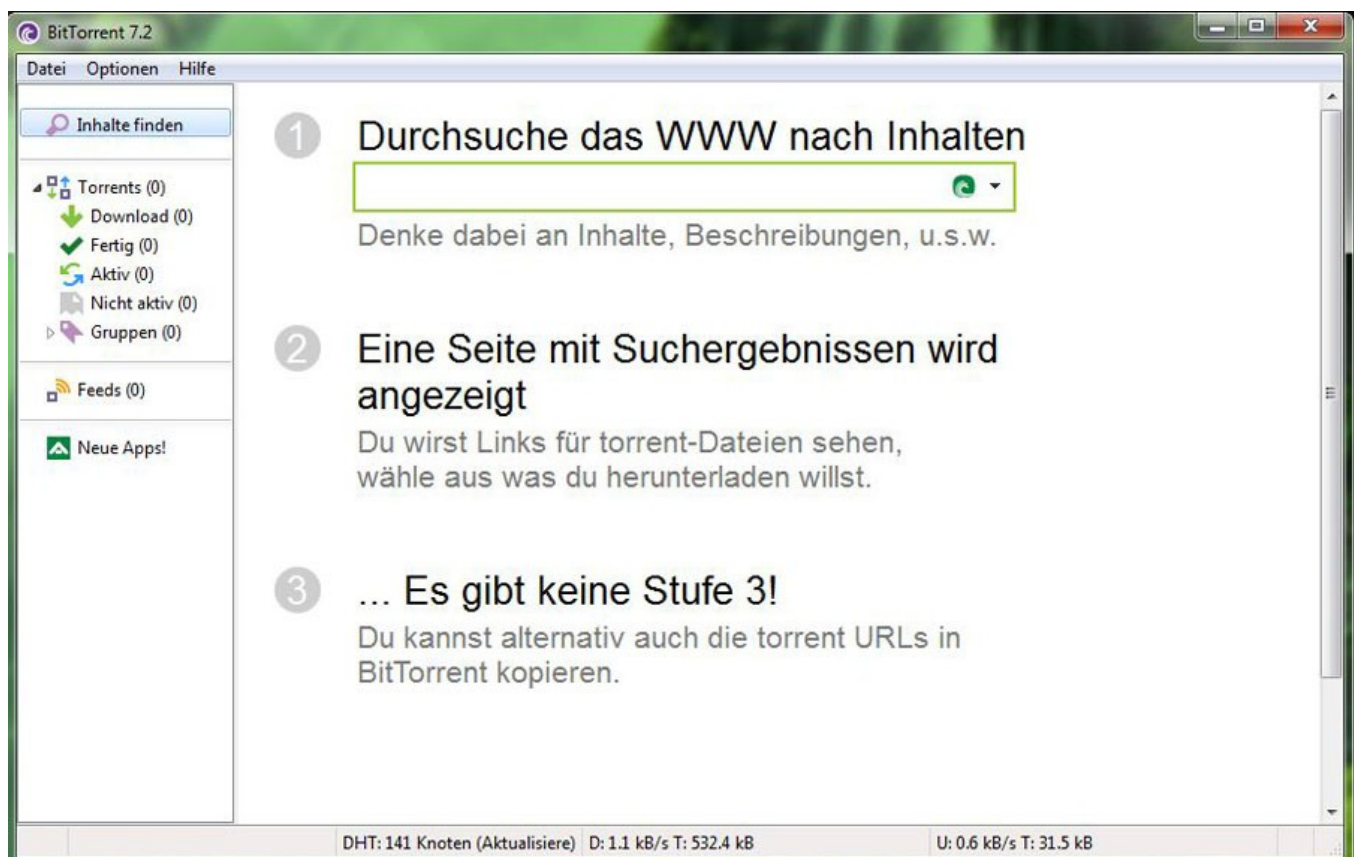 BitTorrent 7.2
Datei Optionen Hilfe
Inhalte finden
Torrents (0)
Download (0)
Fertig (0)
Aktiv (0)
Nicht aktiv (0)
Gruppen (0)
Feeds (0)
Neue Apps!
1 Durchsuche das WWW nach Inhalten
Denke dabei an Inhalte, Beschreibungen, u.s.w.
2 Eine Seite mit Suchergebnissen wird
angezeigt
Du wirst Links für torrent-Dateien sehen,
wähle aus was du herunterladen willst.
3 ... Es gibt keine Stufe 3!
Du kannst alternativ auch die torrent URLs in
BitTorrent kopieren.
DHT: 141 Knoten (Aktualisiere) D: 1.1 kB/s T: 532.4 kB U: 0.6 kB/s T: 31.5 kB